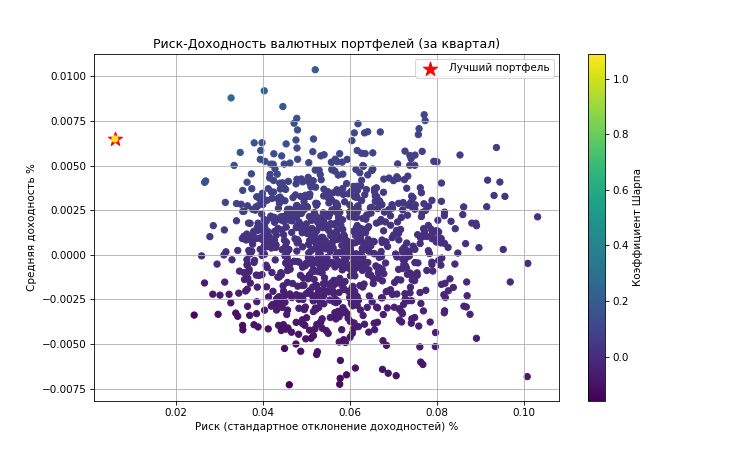 Риск-Доходность валютных портфелей (за квартал)
Лучший портфель
0.0100
0.0075
0.0050
0.0025
0.0000
−0.0025
−0.0050
−0.0075
Средняя доходность %
0.02 0.04 0.06 0.08 0.10
Риск (стандартное отклонение доходностей) %
1.0
0.8
0.6
0.4
0.2
0.0
Коэффициент Шарпа